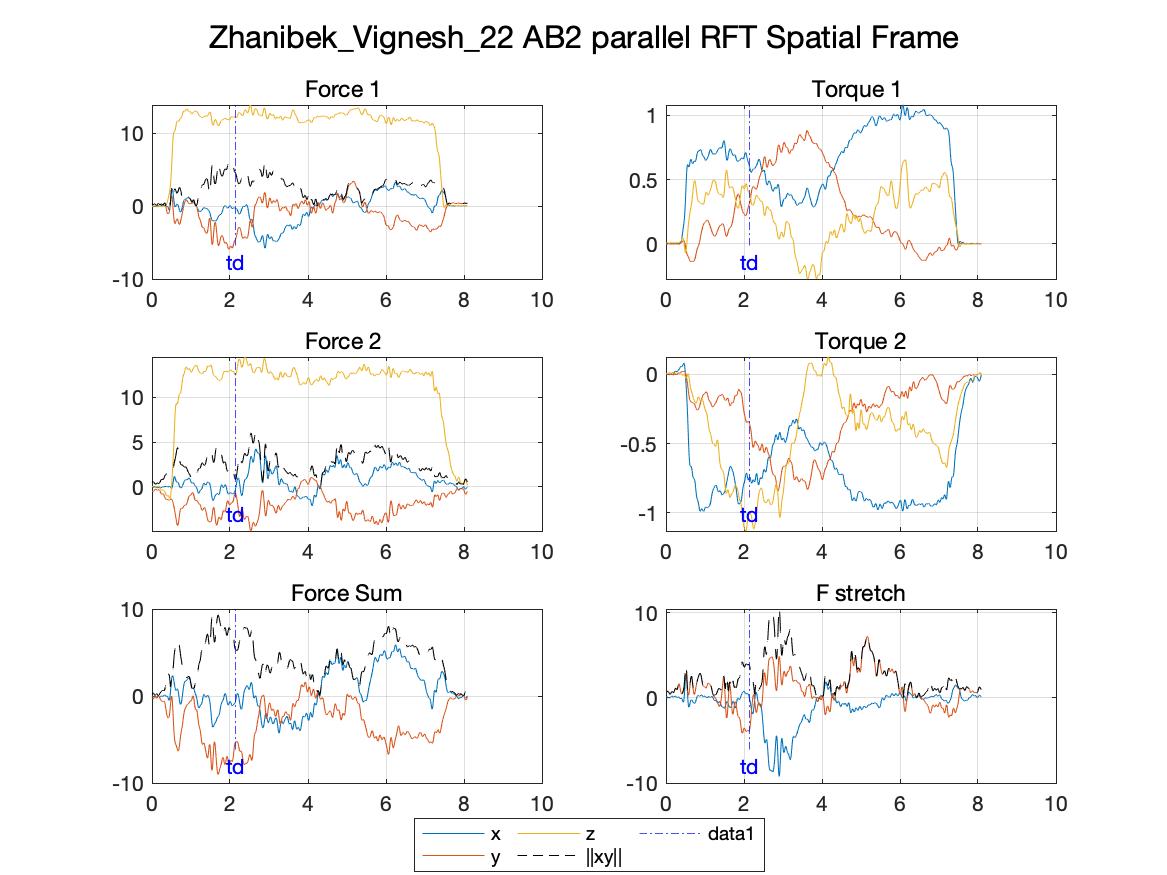 Zhanibek_Vignesh_22 AB2 parallel RFT Spatial Frame
Force 1
10
0
-10
td
0 2 4 6 8 10
Torque 1
1
0.5
0
td
0 2 4 6 8 10
Force 2
10
5
0
td
0 2 4 6 8 10
Torque 2
0
-0.5
-1
td
0 2 4 6 8 10
Force Sum
10
0
-10
td
0 2 4 6 8 10
F stretch
10
0
-10
td
0 2 4 6 8 10
x z data1
y ||xy||